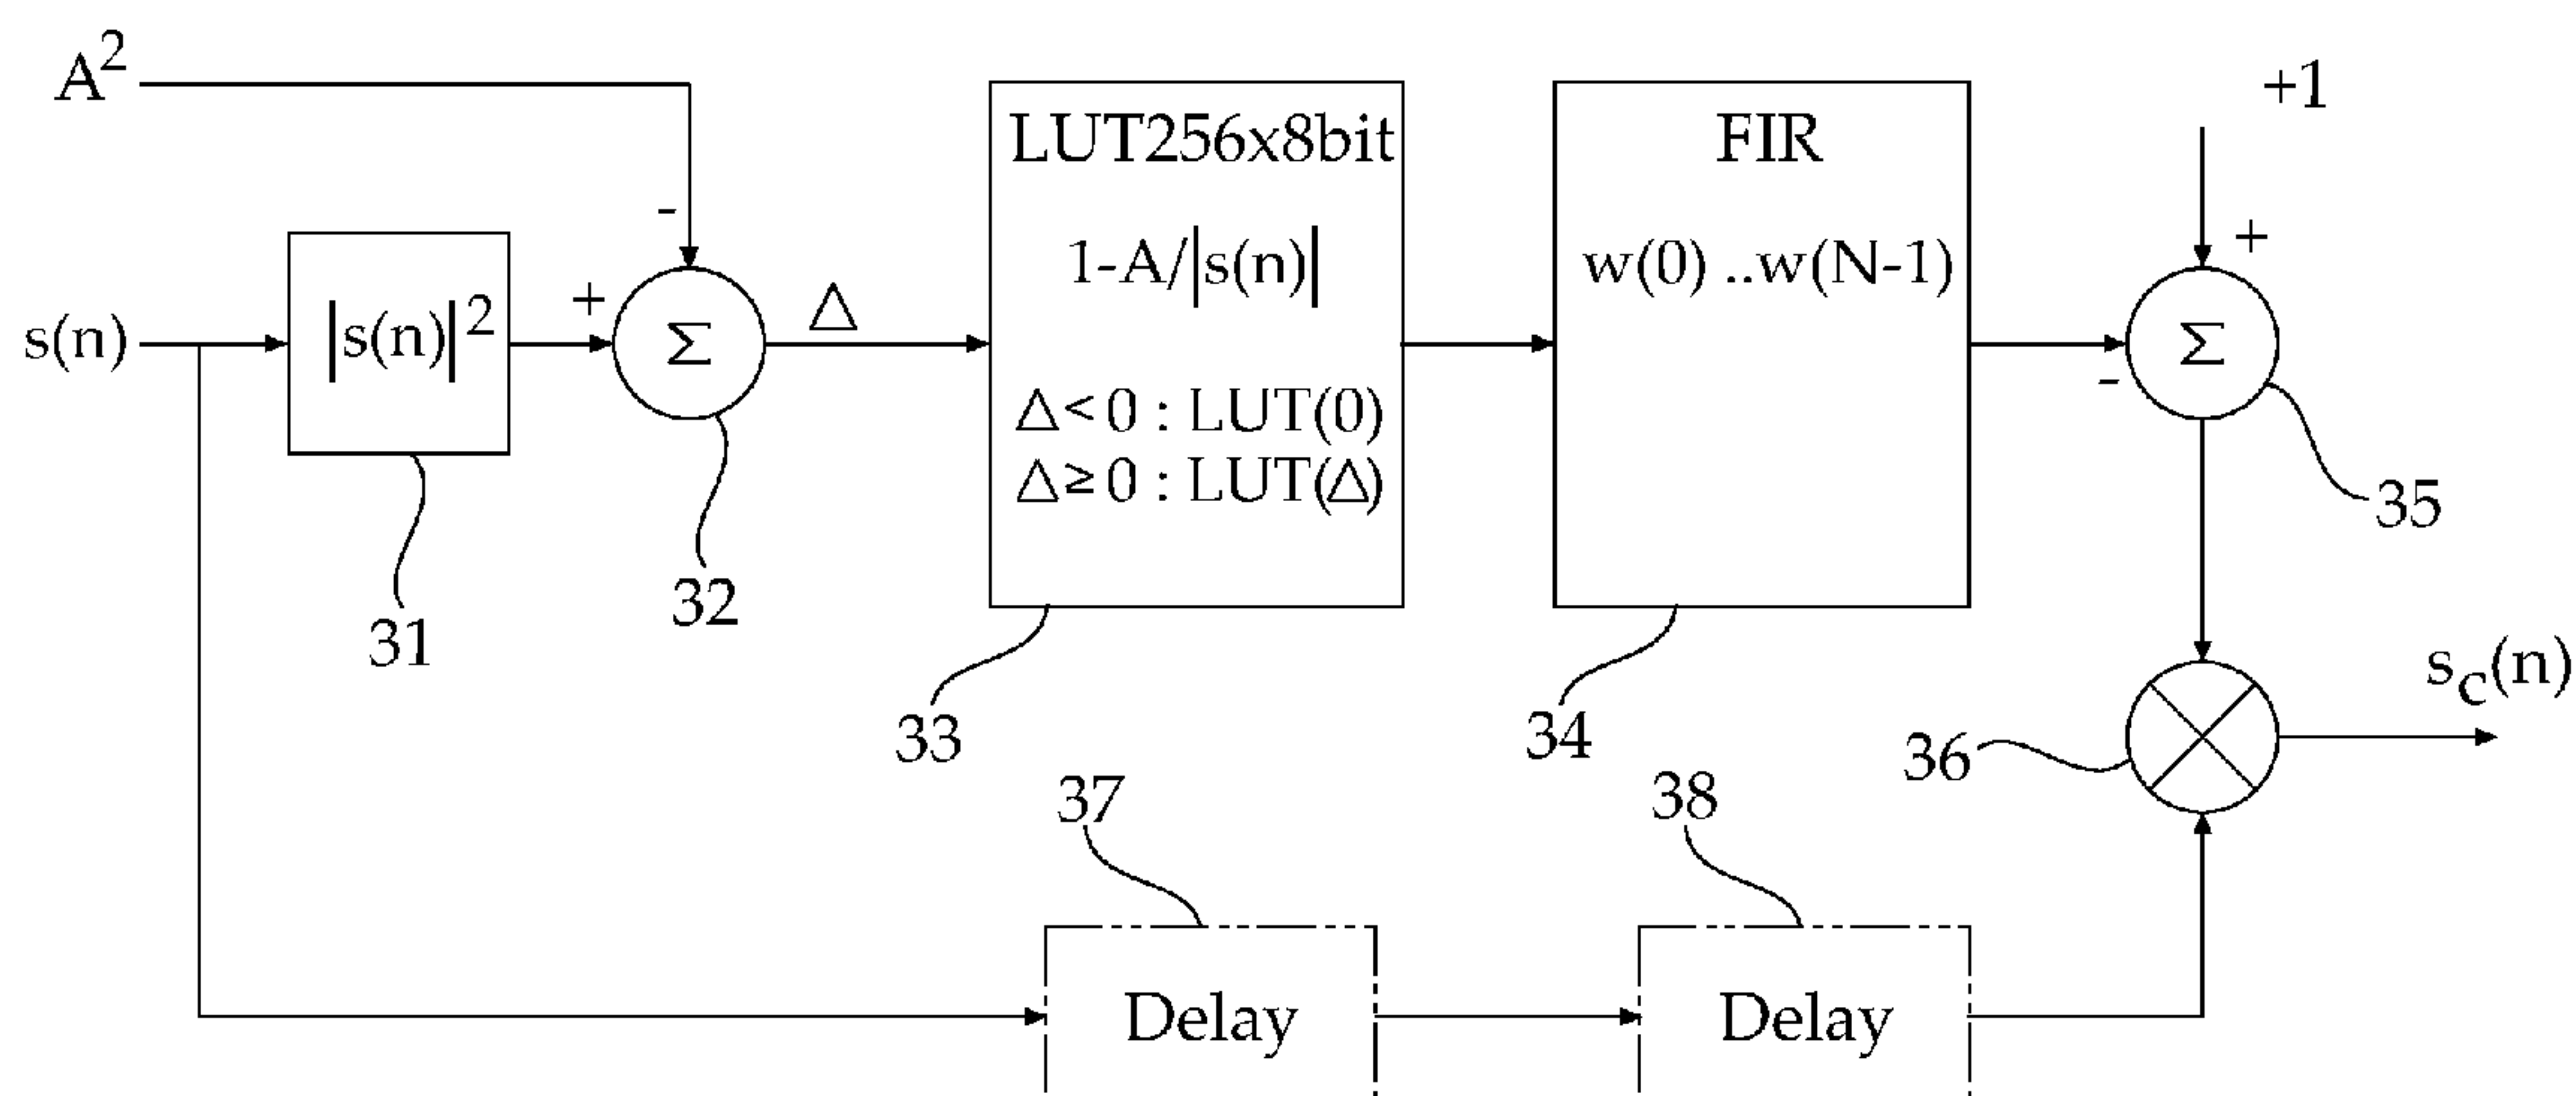 A²
s(n)
|s(n)|²
31
-
+
Σ
32
Δ
LUT256x8bit
1-A/|s(n)|
Δ<0 : LUT(0)
Δ≥0 : LUT(Δ)
33
FIR
w(0) ..w(N-1)
34
+1
+
-
Σ
35
36
s_c(n)
37
Delay
38
Delay